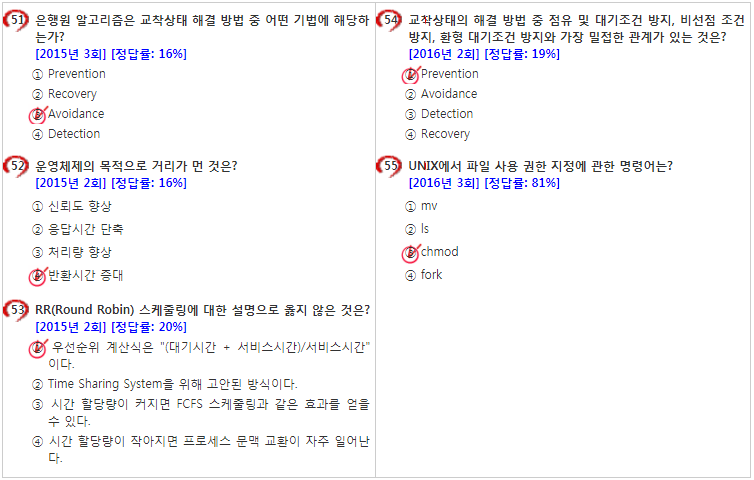 51. 은행원 알고리즘은 교착상태 해결 방법 중 어떤 기법에 해당하
는가?
[2015년 3회] [정답률: 16%]
① Prevention
② Recovery
③ Avoidance
④ Detection
52. 운영체제의 목적으로 거리가 먼 것은?
[2015년 2회] [정답률: 16%]
① 신뢰도 향상
② 응답시간 단축
③ 처리량 향상
④ 반환시간 증대
53. RR(Round Robin) 스케줄링에 대한 설명으로 옳지 않은 것은?
[2015년 2회] [정답률: 20%]
① 우선순위 계산식은 "(대기시간 + 서비스시간)/서비스시간"
이다.
② Time Sharing System을 위해 고안된 방식이다.
③ 시간 할당량이 커지면 FCFS 스케줄링과 같은 효과를 얻을
수 있다.
④ 시간 할당량이 작아지면 프로세스 문맥 교환이 자주 일어난
다.
54. 교착상태의 해결 방법 중 점유 및 대기조건 방지, 비선점 조건
방지, 환형 대기조건 방지와 가장 밀접한 관계가 있는 것은?
[2016년 2회] [정답률: 19%]
① Prevention
② Avoidance
③ Detection
④ Recovery
55. UNIX에서 파일 사용 권한 지정에 관한 명령어는?
[2016년 3회] [정답률: 81%]
① mv
② ls
③ chmod
④ fork